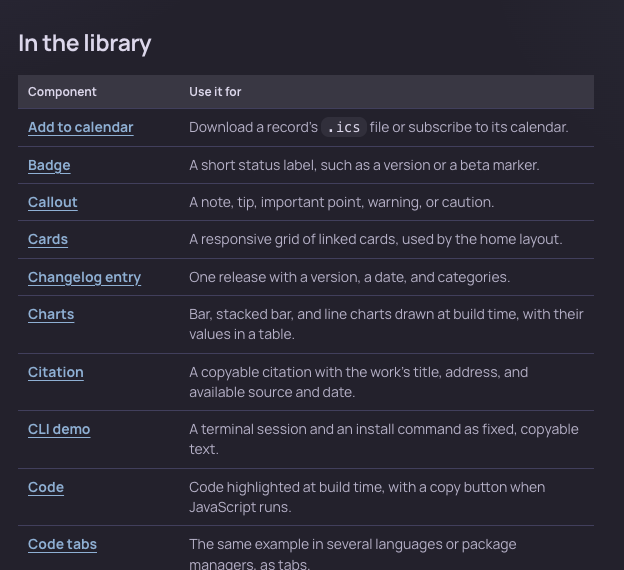 In the library
Component Use it for
Add to calendar Download a record's .ics file or subscribe to its calendar.
Badge A short status label, such as a version or a beta marker.
Callout A note, tip, important point, warning, or caution.
Cards A responsive grid of linked cards, used by the home layout.
Changelog entry One release with a version, a date, and categories.
Charts Bar, stacked bar, and line charts drawn at build time, with their
values in a table.
Citation A copyable citation with the work's title, address, and
available source and date.
CLI demo A terminal session and an install command as fixed, copyable
text.
Code Code highlighted at build time, with a copy button when
JavaScript runs.
Code tabs The same example in several languages or package
managers, as tabs.